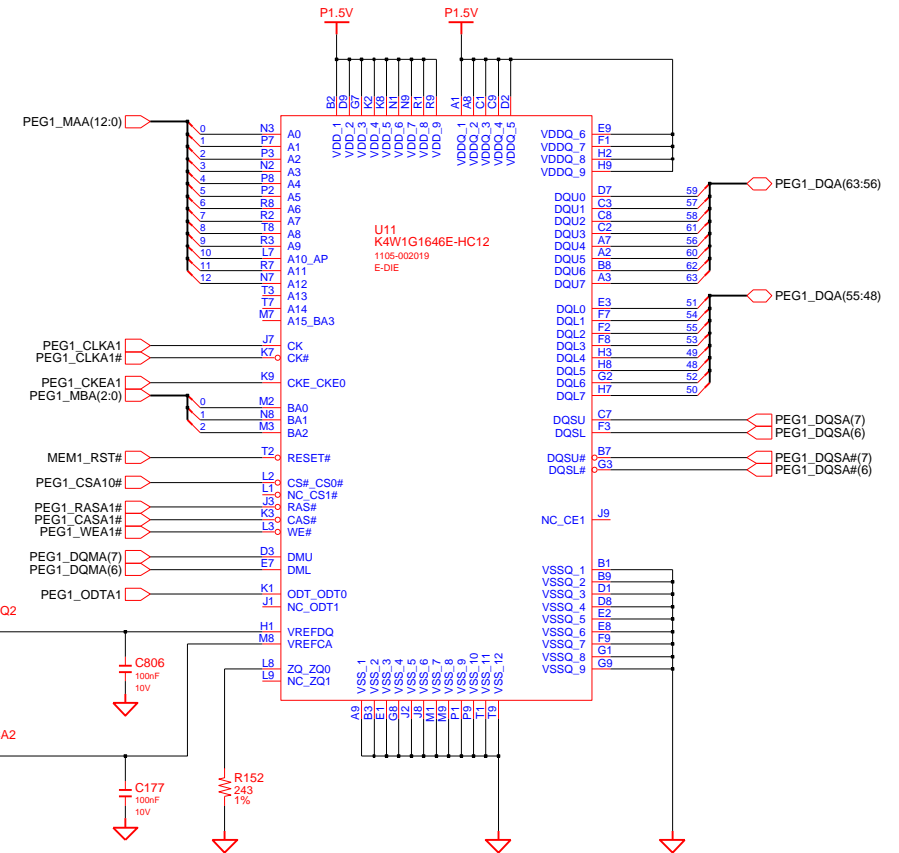 P1.5V
P1.5V
B2
D9
G7
K2
K8
N1
N9
R1
R9
A1
A8
C1
C9
D2
VDD_1
VDD_2
VDD_3
VDD_4
VDD_5
VDD_6
VDD_7
VDD_8
VDD_9
VDDQ_1
VDDQ_2
VDDQ_3
VDDQ_4
VDDQ_5
PEG1_MAA(12:0)
0 N3 A0
1 P7 A1
2 P3 A2
3 N2 A3
4 P8 A4
5 P2 A5
6 R8 A6
7 R2 A7
8 T8 A8
9 R3 A9
10 L7 A10_AP
11 R7 A11
12 N7 A12
T3 A13
T7 A14
M7 A15_BA3
PEG1_CLKA1 J7 CK
PEG1_CLKA1# K7 CK#
PEG1_CKEA1 K9 CKE_CKE0
PEG1_MBA(2:0)
0 M2 BA0
1 N8 BA1
2 M3 BA2
MEM1_RST# T2 RESET#
PEG1_CSA10# L2 CS#_CS0#
L1 NC_CS1#
PEG1_RASA1# J3 RAS#
PEG1_CASA1# K3 CAS#
PEG1_WEA1# L3 WE#
PEG1_DQMA(7) D3 DMU
PEG1_DQMA(6) E7 DML
PEG1_ODTA1 K1 ODT_ODT0
J1 NC_ODT1
Q2
H1 VREFDQ
M8 VREFCA
L8 ZQ_ZQ0
L9 NC_ZQ1
C806
100nF
10V
A2
C177
100nF
10V
R152
243
1%
U11
K4W1G1646E-HC12
1105-002019
E-DIE
VDDQ_6 E9
VDDQ_7 F1
VDDQ_8 H2
VDDQ_9 H9
PEG1_DQA(63:56)
DQU0 D7 59
DQU1 C3 57
DQU2 C8 58
DQU3 C2 61
DQU4 A7 56
DQU5 A2 60
DQU6 B8 62
DQU7 A3 63
PEG1_DQA(55:48)
DQL0 E3 51
DQL1 F7 54
DQL2 F2 55
DQL3 F8 53
DQL4 H3 49
DQL5 H8 48
DQL6 G2 52
DQL7 H7 50
DQSU C7 PEG1_DQSA(7)
DQSL F3 PEG1_DQSA(6)
DQSU# B7 PEG1_DQSA#(7)
DQSL# G3 PEG1_DQSA#(6)
NC_CE1 J9
VSSQ_1 B1
VSSQ_2 B9
VSSQ_3 D1
VSSQ_4 D8
VSSQ_5 E2
VSSQ_6 E8
VSSQ_7 F9
VSSQ_8 G1
VSSQ_9 G9
VSS_1
VSS_2
VSS_3
VSS_4
VSS_5
VSS_6
VSS_7
VSS_8
VSS_9
VSS_10
VSS_11
VSS_12
A9
B3
E1
G8
J2
J8
M1
M9
P1
P9
T1
T9